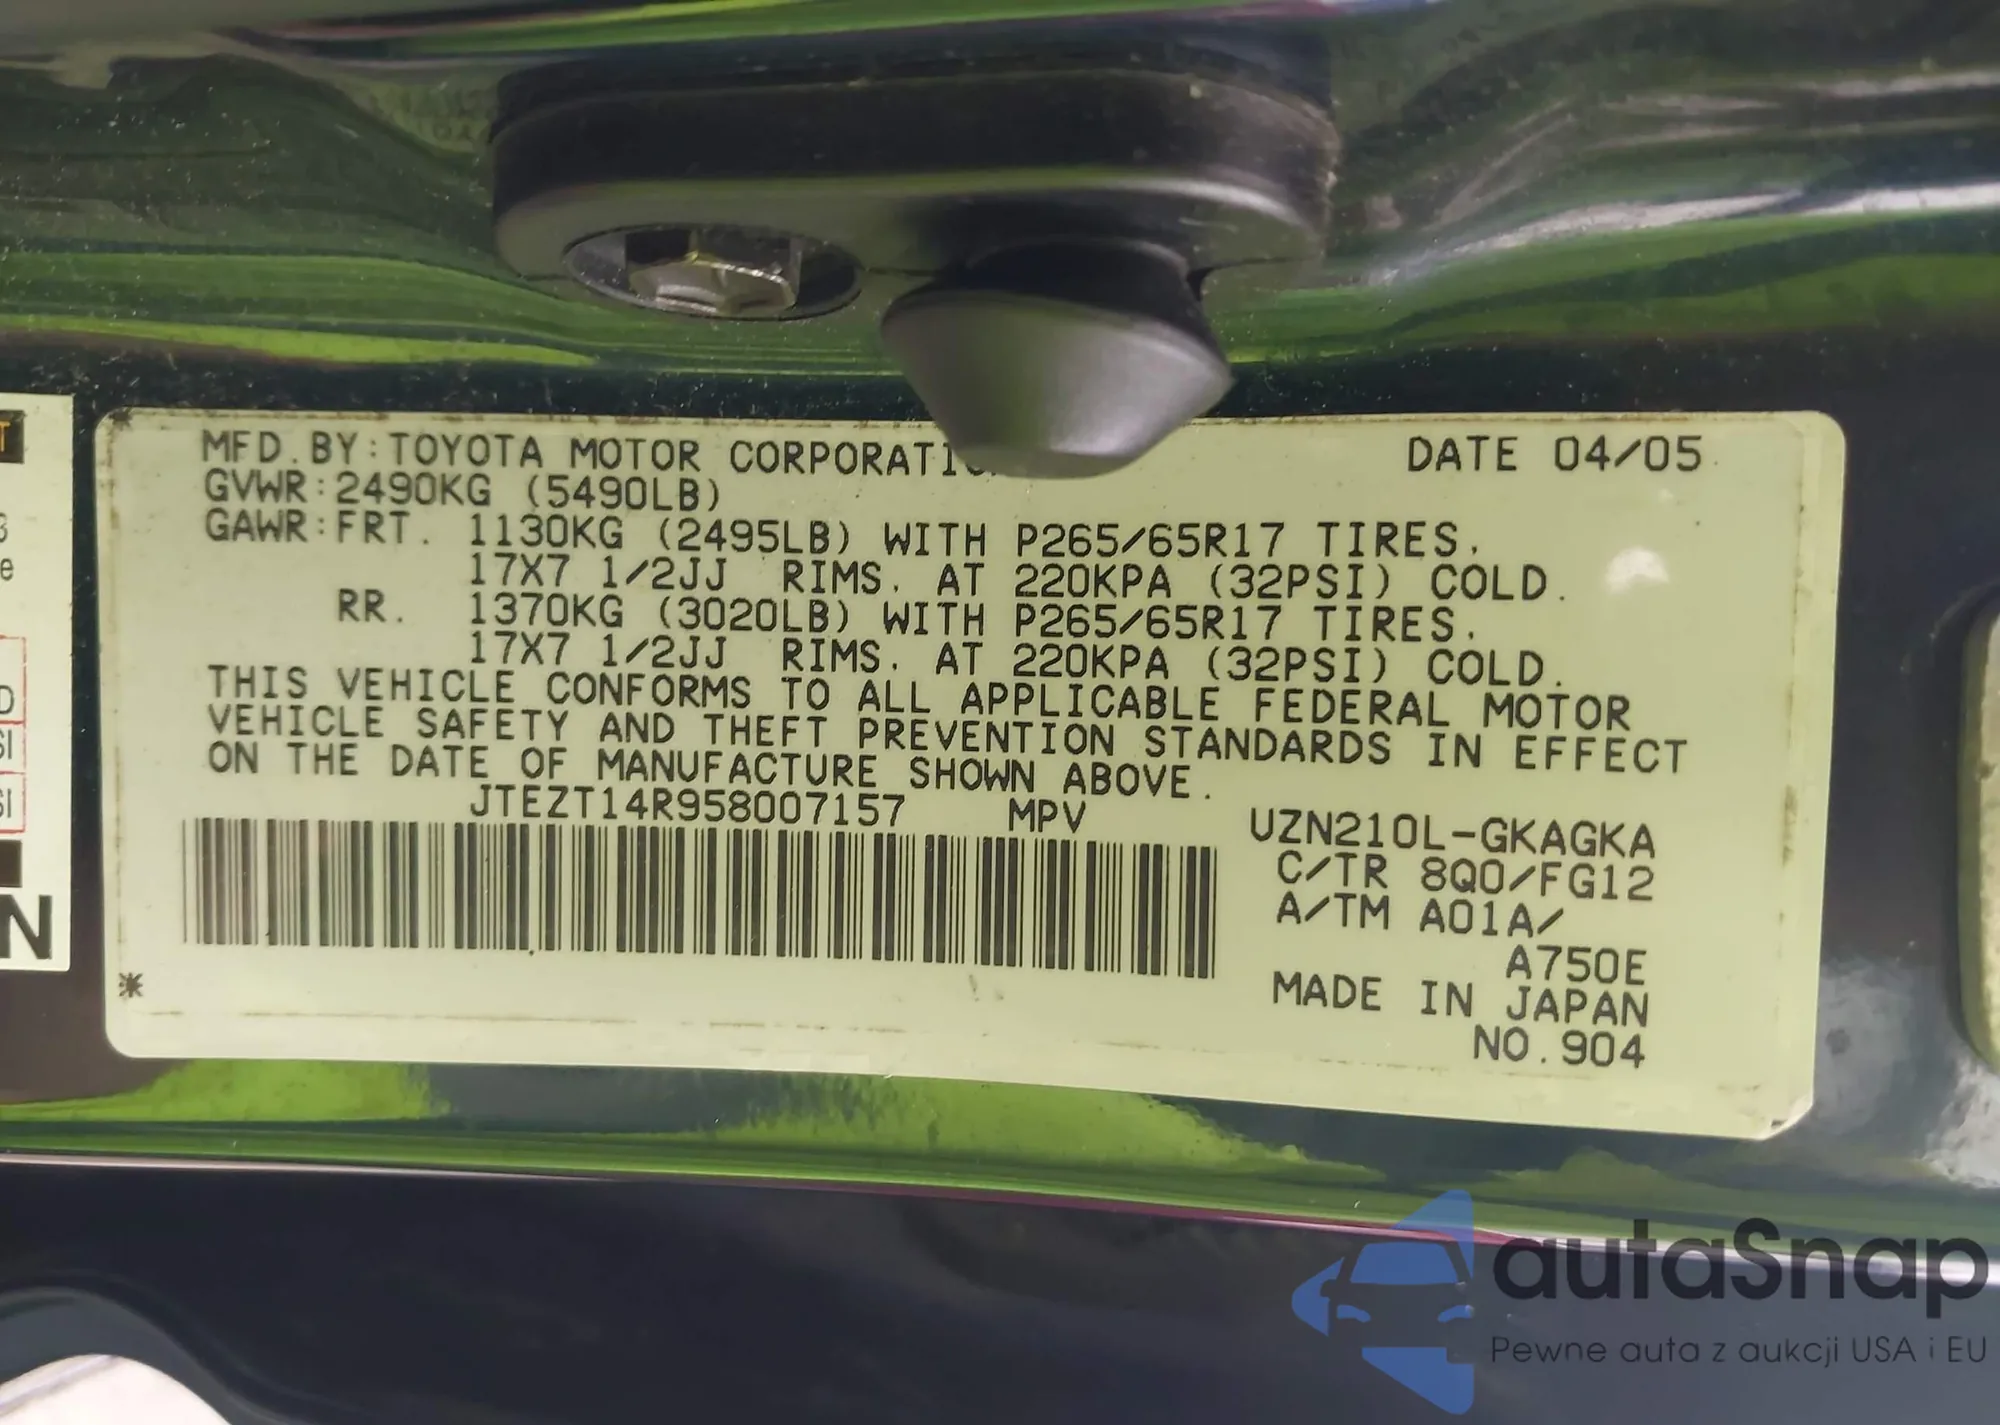 MFD.BY:TOYOTA MOTOR CORPORATI
DATE 04/05
GVWR:2490KG (5490LB)
GAWR:FRT. 1130KG (2495LB) WITH P265/65R17 TIRES.
17X7 1/2JJ RIMS. AT 220KPA (32PSI) COLD.
RR. 1370KG (3020LB) WITH P265/65R17 TIRES.
17X7 1/2JJ RIMS. AT 220KPA (32PSI) COLD.
THIS VEHICLE CONFORMS TO ALL APPLICABLE FEDERAL MOTOR
VEHICLE SAFETY AND THEFT PREVENTION STANDARDS IN EFFECT
ON THE DATE OF MANUFACTURE SHOWN ABOVE.
JTEZT14R958007157 MPV
UZN210L-GKAGKA
C/TR 8Q0/FG12
A/TM A01A/
A750E
MADE IN JAPAN
NO.904
*
T
e
D
SI
SI
N
autaSnap
Pewne auta z aukcji USA i EU